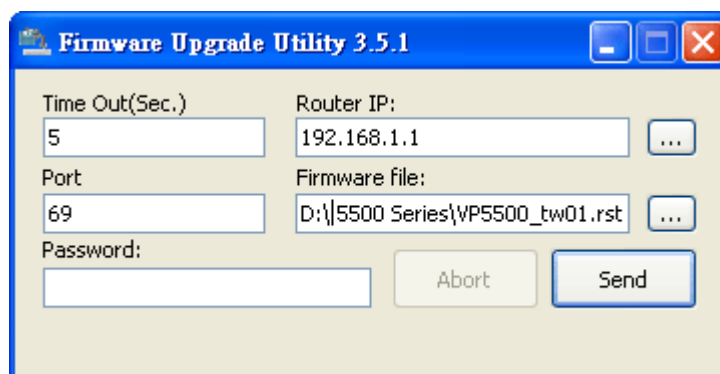 Firmware Upgrade Utility 3.5.1
Time Out(Sec.) Router IP:
5 192.168.1.1 ...
Port Firmware file:
69 D:\5500 Series\VP5500_tw01.rst ...
Password:
Abort Send